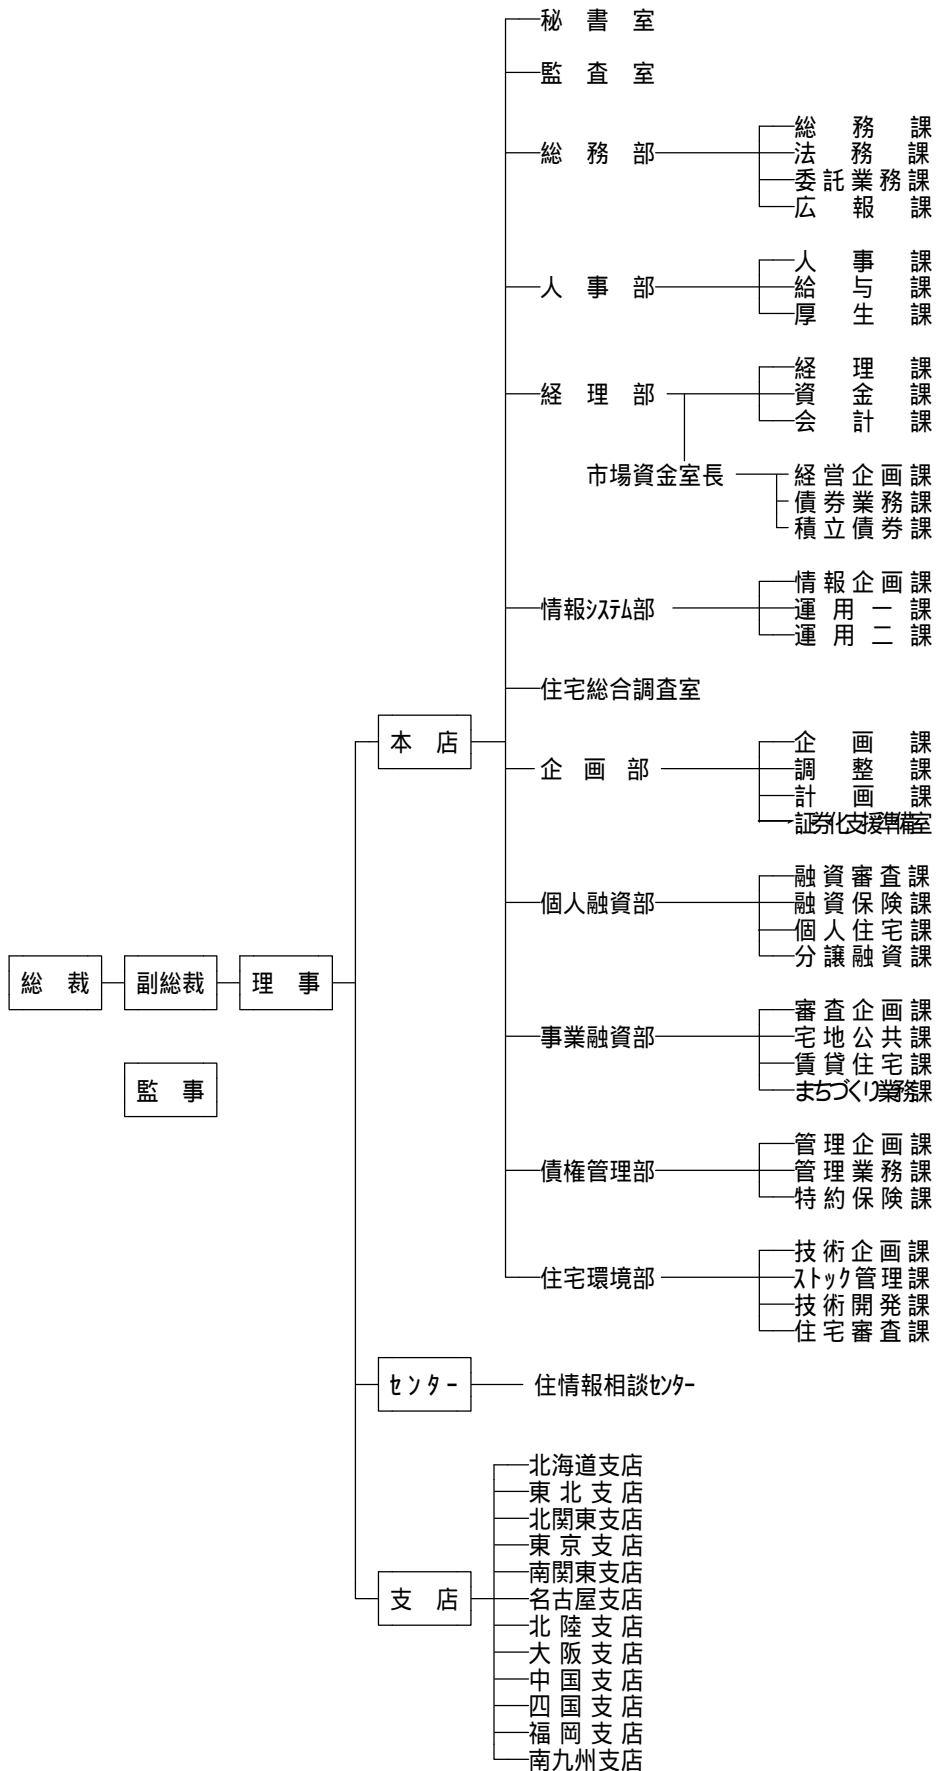 秘書室
監査室
総務部
総務課
法務課
委託業務課
広報課
人事部
人事課
給与課
厚生課
経理部
経理課
資金課
会計課
市場資金室長
経営企画課
債券業務課
積立債券課
情報システム部
情報企画課
運用一課
運用二課
住宅総合調査室
本店
企画部
企画課
調整課
計画課
証券化支援準備室
個人融資部
融資審査課
融資保険課
個人住宅課
分譲融資課
総裁
副総裁
理事
監事
事業融資部
審査企画課
宅地公共課
賃貸住宅課
まちづくり業務課
債権管理部
管理企画課
管理業務課
特約保険課
住宅環境部
技術企画課
ストック管理課
技術開発課
住宅審査課
センター
住情報相談センター
支店
北海道支店
東北支店
北関東支店
東京支店
南関東支店
名古屋支店
北陸支店
大阪支店
中国支店
四国支店
福岡支店
南九州支店